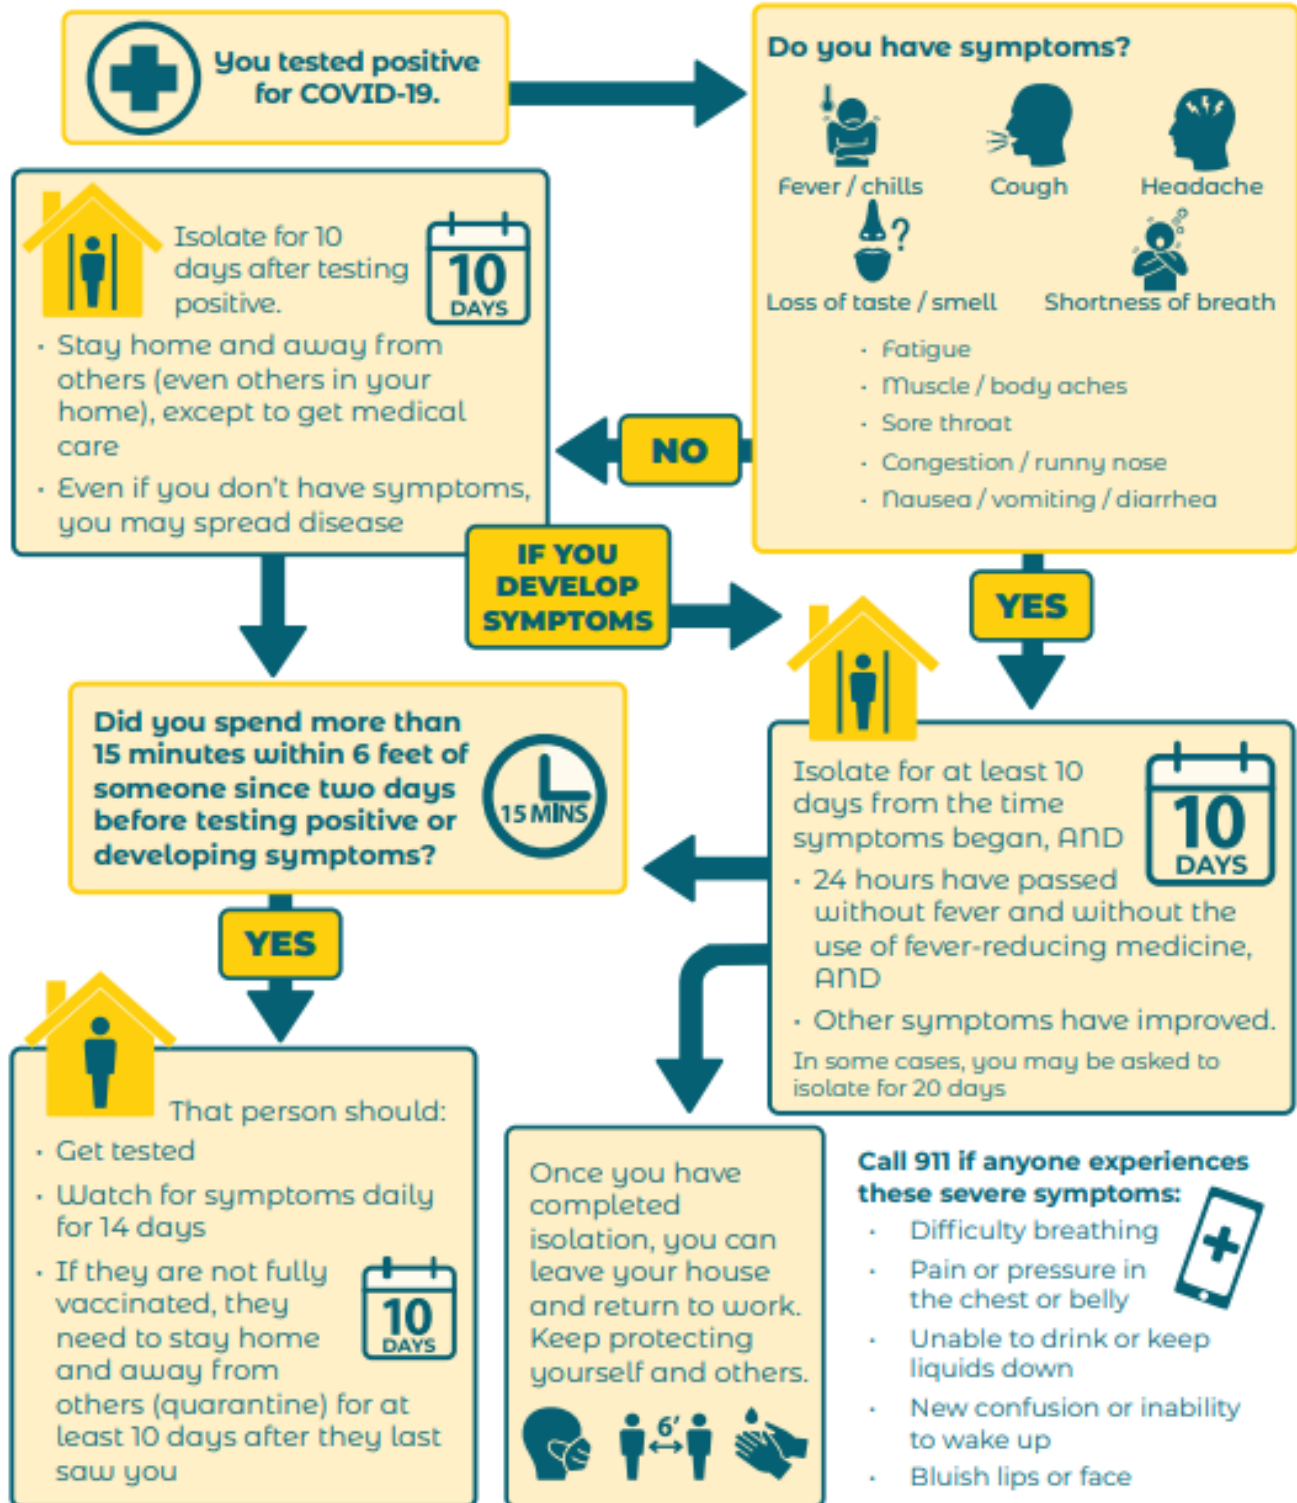 You tested positive
for COVID-19.
Do you have symptoms?
Fever / chills
Cough
Headache
?
Loss of taste / smell
Shortness of breath
· Fatigue
· Muscle / body aches
· Sore throat
· Congestion / runny nose
· Nausea / vomiting / diarrhea
NO
Isolate for 10
days after testing
positive.
10
DAYS
· Stay home and away from
others (even others in your
home), except to get medical
care
· Even if you don't have symptoms,
you may spread disease
IF YOU
DEVELOP
SYMPTOMS
YES
Isolate for at least 10
days from the time
symptoms began, AND
10
DAYS
· 24 hours have passed
without fever and without the
use of fever-reducing medicine,
AND
· Other symptoms have improved.
In some cases, you may be asked to
isolate for 20 days
Did you spend more than
15 minutes within 6 feet of
someone since two days
before testing positive or
developing symptoms?
15 MINS
YES
That person should:
· Get tested
· Watch for symptoms daily
for 14 days
· If they are not fully
vaccinated, they
need to stay home
and away from
others (quarantine) for at
least 10 days after they last
saw you
10
DAYS
Once you have
completed
isolation, you can
leave your house
and return to work.
Keep protecting
yourself and others.
6'
Call 911 if anyone experiences
these severe symptoms:
· Difficulty breathing
· Pain or pressure in
the chest or belly
· Unable to drink or keep
liquids down
· New confusion or inability
to wake up
· Bluish lips or face